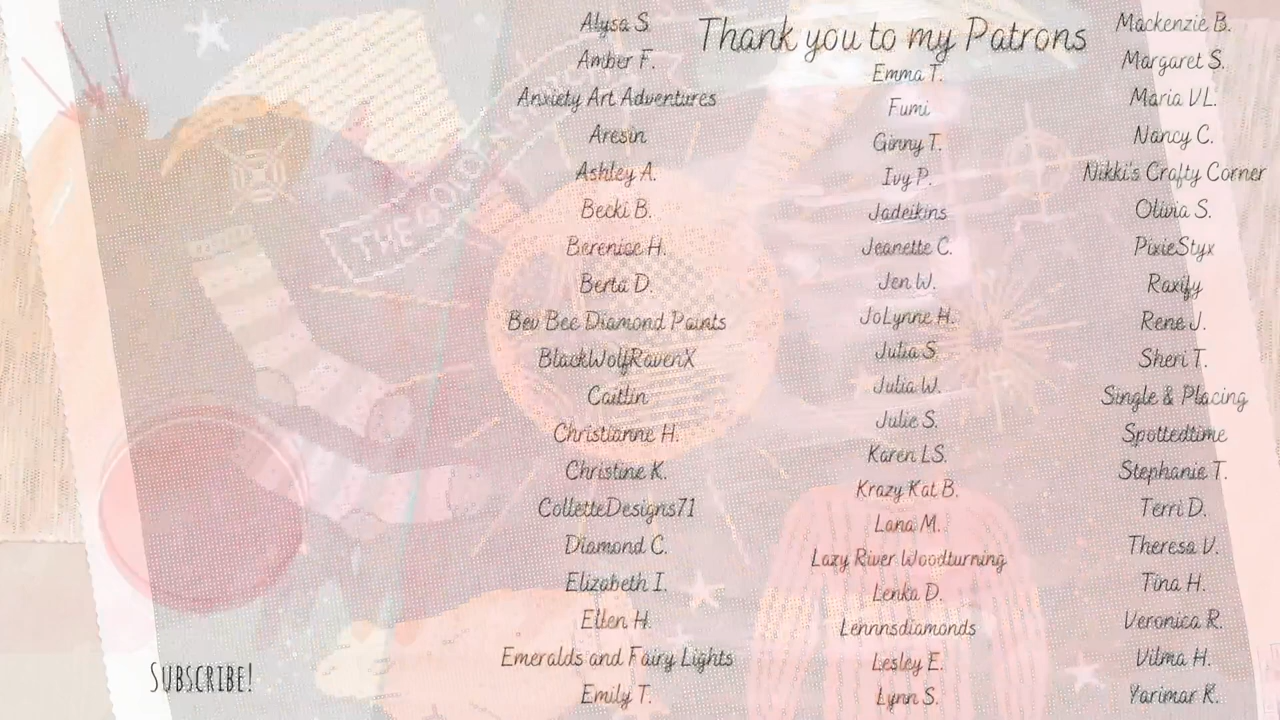 Thank you to my Patrons
Alysa S.
Amber F.
Anxiety Art Adventures
Aresin
Ashley A.
Becki B.
Berenise H.
Berta D.
Bev Bee Diamond Paints
BlackWolfRavenX
Caitlin
Christianne H.
Christine K.
ColletteDesigns71
Diamond C.
Elizabeth I.
Ellen H.
Emeralds and Fairy Lights
Emily T.
Emma T.
Fumi
Ginny T.
Ivy P.
Jadeikins
Jeanette C.
Jen W.
JoLynne H.
Julia S.
Julia W.
Julie S.
Karen LS.
Krazy Kat B.
Lana M.
Lazy River Woodturning
Lenka D.
Lennnsdiamonds
Lesley E.
Lynn S.
Mackenzie B.
Margaret S.
Maria VL.
Nancy C.
Nikki's Crafty Corner
Olivia S.
PixieStyx
Raxify
Rene J.
Sheri T.
Single & Placing
Spottedtime
Stephanie T.
Terri D.
Theresa V.
Tina H.
Veronica R.
Vilma H.
Yarimar K.
THE GOLD
SUBSCRIBE!